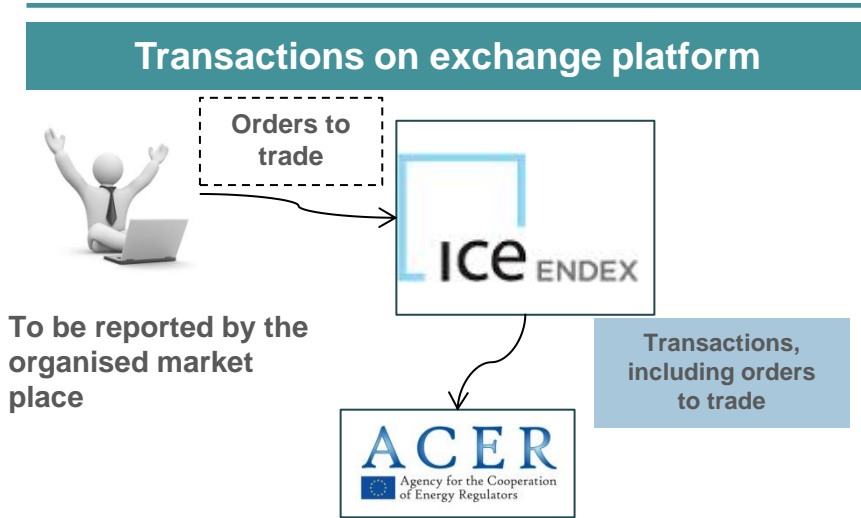 Transactions on exchange platform
Orders to
trade
ice ENDEX
To be reported by the
organised market
place
Transactions,
including orders
to trade
ACER
Agency for the Cooperation
of Energy Regulators